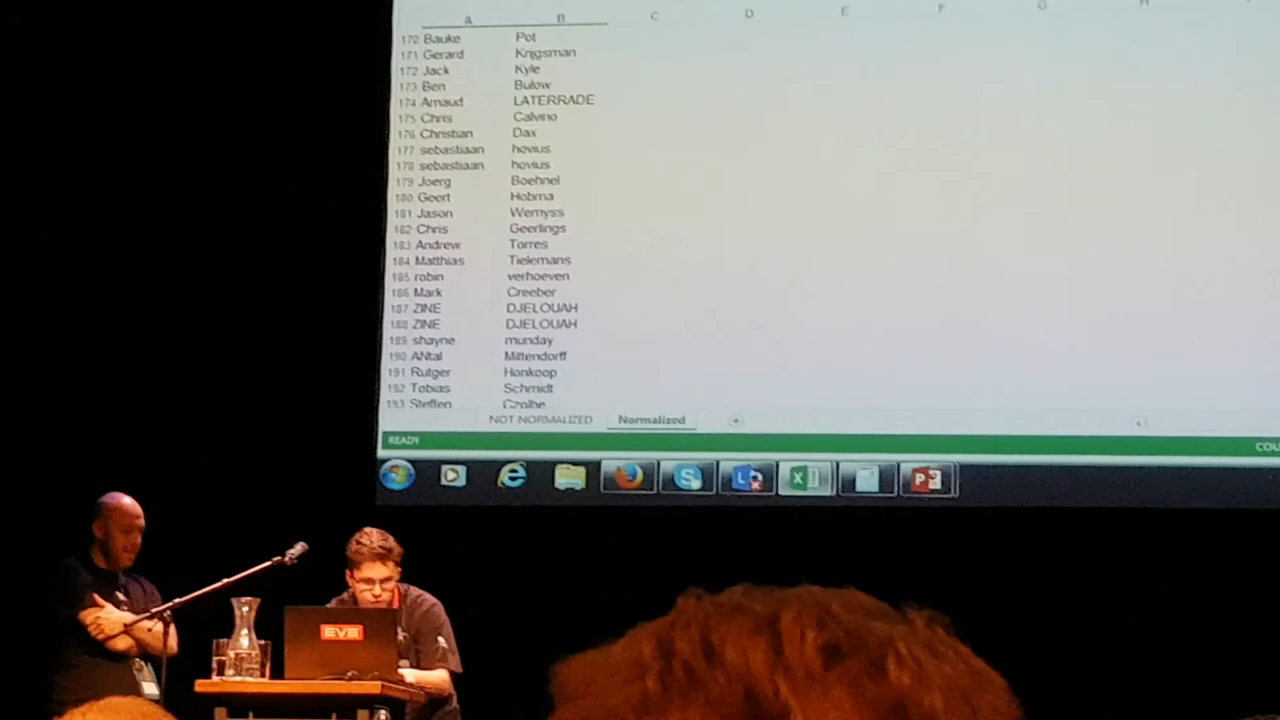 A B C D E F G H
170 Bauke Pot
171 Gerard Krijgsman
172 Jack Kyle
173 Ben Bulow
174 Arnaud LATERRADE
175 Chris Calvino
176 Christian Dax
177 sebastiaan hovius
178 sebastiaan hovius
179 Joerg Boehnel
180 Geert Hobma
181 Jason Wemyss
182 Chris Geerlings
183 Andrew Torres
184 Matthias Tielemans
185 robin verhoeven
186 Mark Creeber
187 ZINE DJELOUAH
188 ZINE DJELOUAH
189 shayne munday
190 ANtal Mittendorff
191 Rutger Honkoop
192 Tobias Schmidt
193 Steffen
NOT NORMALIZED Normalized
READY COU
EVE